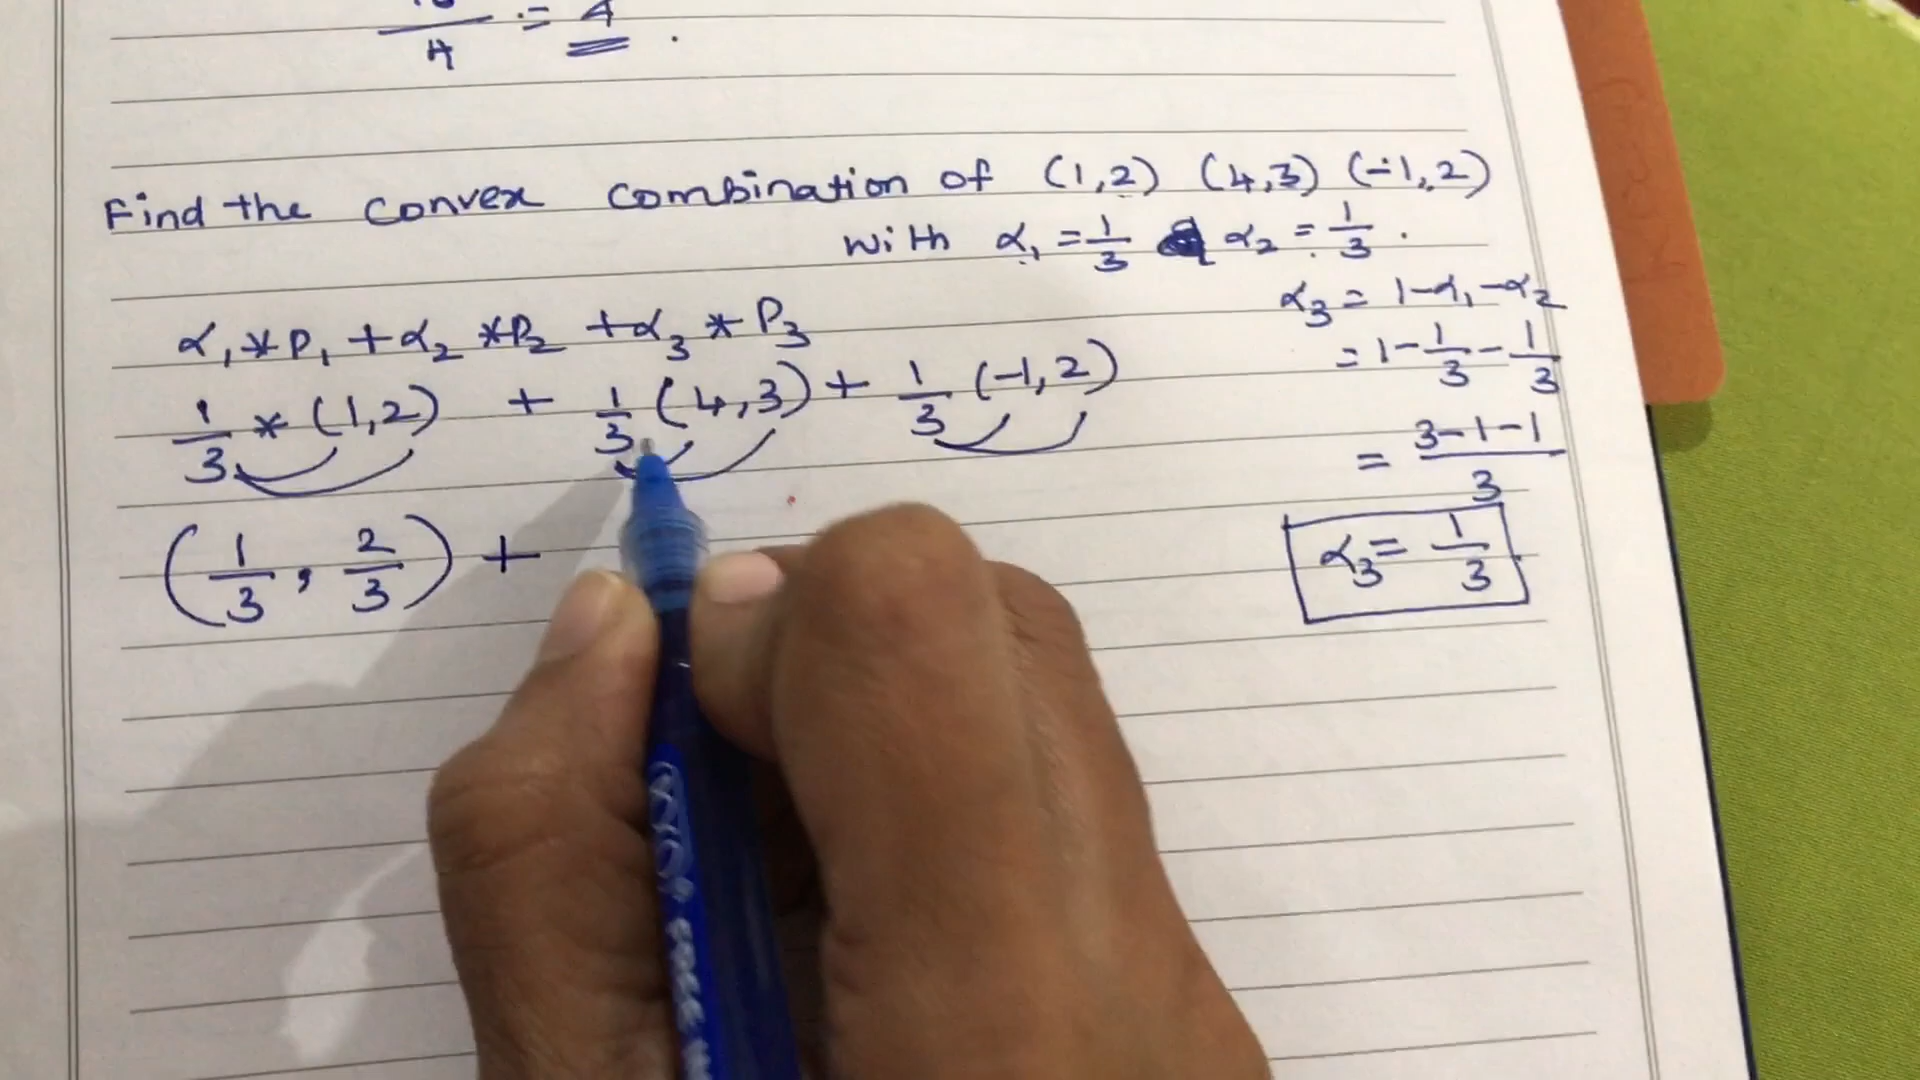 4 = 4 .
Find the convex combination of (1,2) (4,3) (-1,2)
with α₁ = 1/3 α₂ = 1/3 .
α₃ = 1-α₁-α₂
α₁*P₁ + α₂*P₂ + α₃*P₃
= 1 - 1/3 - 1/3
1/3 * (1,2) + 1/3 (4,3) + 1/3 (-1,2)
= 3-1-1/3
(1/3, 2/3) +
α₃ = 1/3